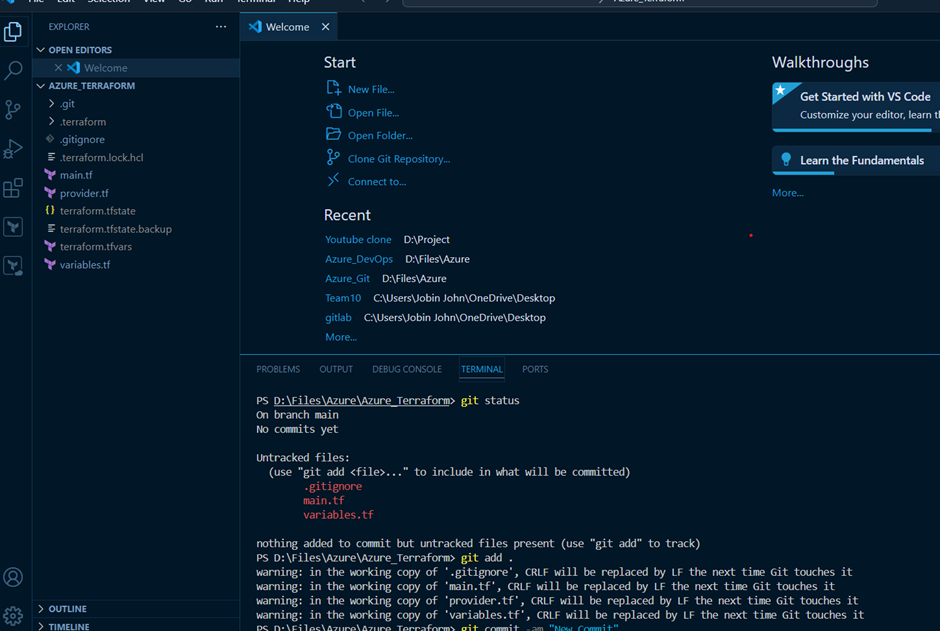 File Edit Selection View Go Run Terminal Help
Azure_Terraform
EXPLORER
Welcome
OPEN EDITORS
Welcome
AZURE_TERRAFORM
.git
.terraform
.gitignore
.terraform.lock.hcl
main.tf
provider.tf
{} terraform.tfstate
terraform.tfstate.backup
terraform.tfvars
variables.tf
OUTLINE
TIMELINE
Start
New File...
Open File...
Open Folder...
Clone Git Repository...
Connect to...
Recent
Youtube clone D:\Project
Azure_DevOps D:\Files\Azure
Azure_Git D:\Files\Azure
Team10 C:\Users\Jobin John\OneDrive\Desktop
gitlab C:\Users\Jobin John\OneDrive\Desktop
More...
Walkthroughs
Get Started with VS Code
Customize your editor, learn
Learn the Fundamentals
More...
PROBLEMS OUTPUT DEBUG CONSOLE TERMINAL PORTS
PS D:\Files\Azure\Azure_Terraform> git status
On branch main
No commits yet
Untracked files:
(use "git add <file>..." to include in what will be committed)
.gitignore
main.tf
variables.tf
nothing added to commit but untracked files present (use "git add" to track)
PS D:\Files\Azure\Azure_Terraform> git add .
warning: in the working copy of '.gitignore', CRLF will be replaced by LF the next time Git touches it
warning: in the working copy of 'main.tf', CRLF will be replaced by LF the next time Git touches it
warning: in the working copy of 'provider.tf', CRLF will be replaced by LF the next time Git touches it
warning: in the working copy of 'variables.tf', CRLF will be replaced by LF the next time Git touches it
PS D:\Files\Azure\Azure_Terraform> git commit -am "New Commit"